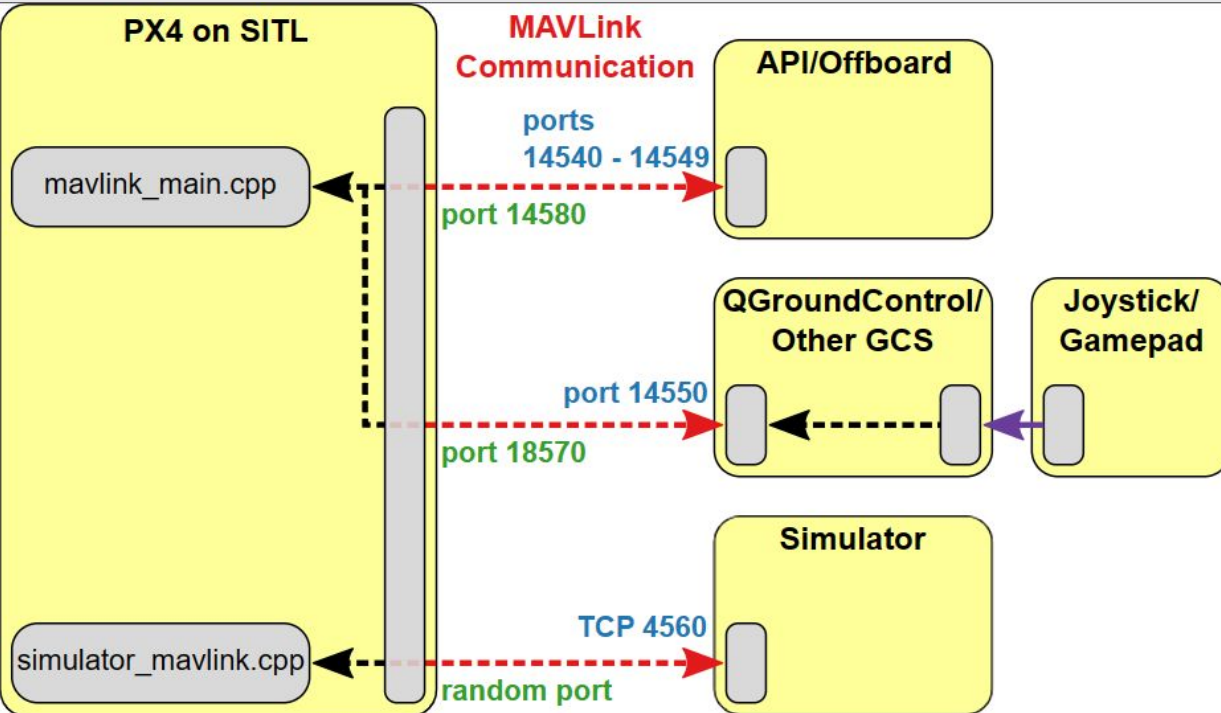 PX4 on SITL
MAVLink
Communication
API/Offboard
ports
14540 - 14549
mavlink_main.cpp
port 14580
QGroundControl/
Other GCS
Joystick/
Gamepad
port 14550
port 18570
Simulator
TCP 4560
simulator_mavlink.cpp
random port